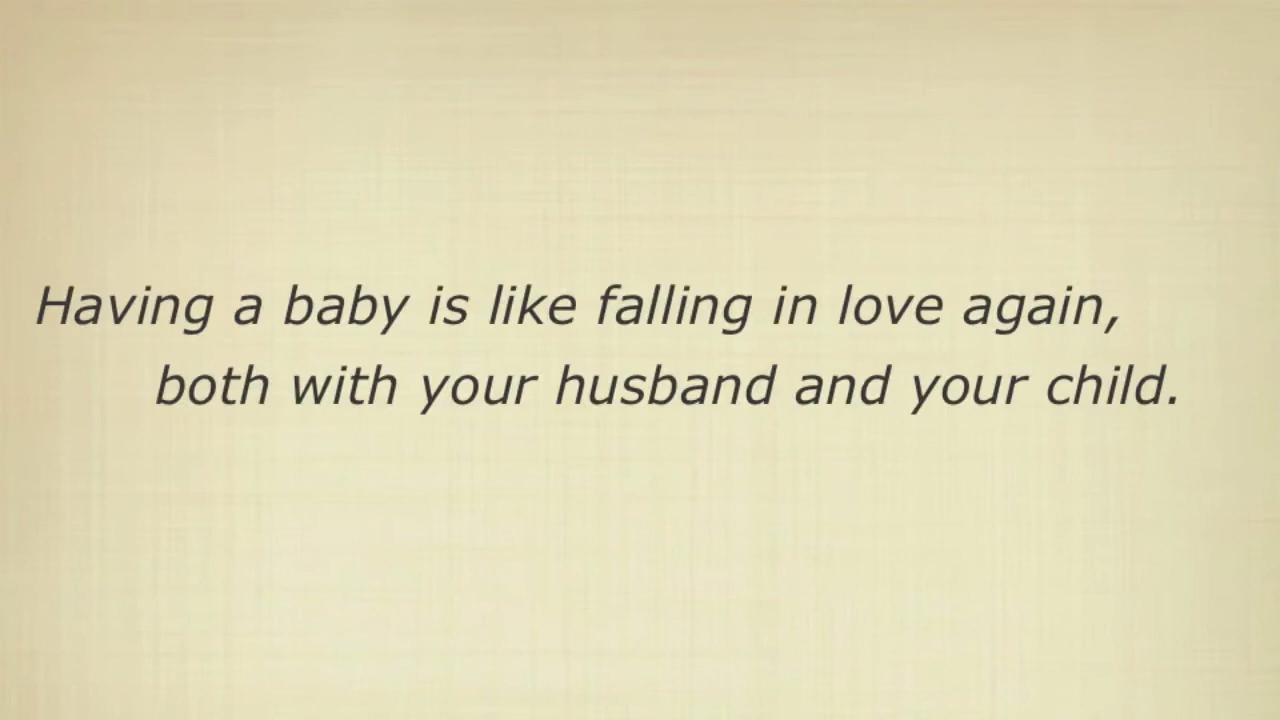 Having a baby is like falling in love again,
both with your husband and your child.